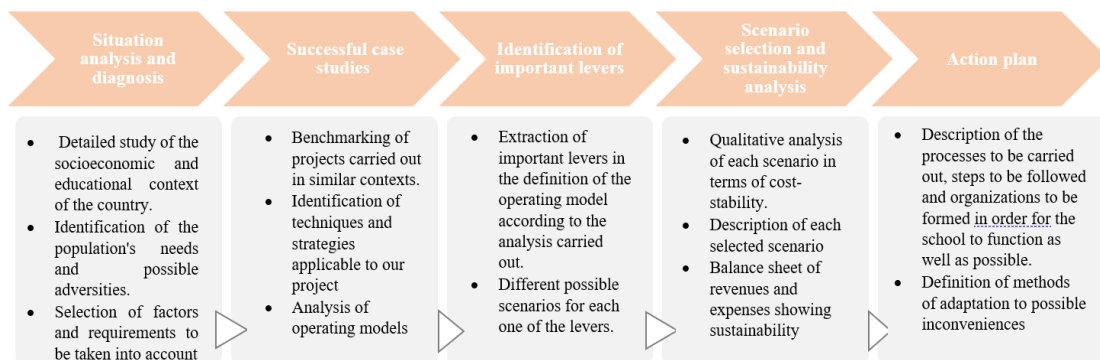 Situation
analysis and
diagnosis
Successful case
studies
Identification of
important levers
Scenario
selection and
sustainability
analysis
Action plan
• Detailed study of the
socioeconomic and
educational context
of the country.
• Identification of the
population's needs
and possible
adversities.
• Selection of factors
and requirements to
be taken into account
• Benchmarking of
projects carried out
in similar contexts.
• Identification of
techniques and
strategies
applicable to our
project
• Analysis of
operating models
• Extraction of
important levers in
the definition of the
operating model
according to the
analysis carried
out.
• Different possible
scenarios for each
one of the levers.
• Qualitative analysis
of each scenario in
terms of cost-
stability.
• Description of each
selected scenario
• Balance sheet of
revenues and
expenses showing
sustainability
• Description of the
processes to be carried
out, steps to be followed
and organizations to be
formed in order for the
school to function as
well as possible.
• Definition of methods
of adaptation to possible
inconveniences